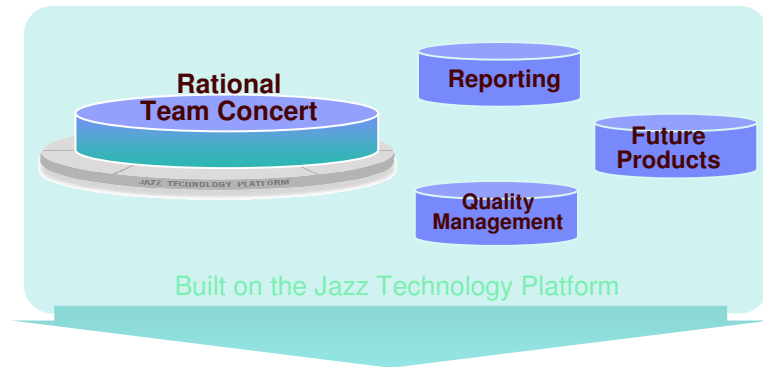 Rational
Team Concert
JAZZ TECHNOLOGY PLATFORM
Reporting
Future
Products
Quality
Management
Built on the Jazz Technology Platform